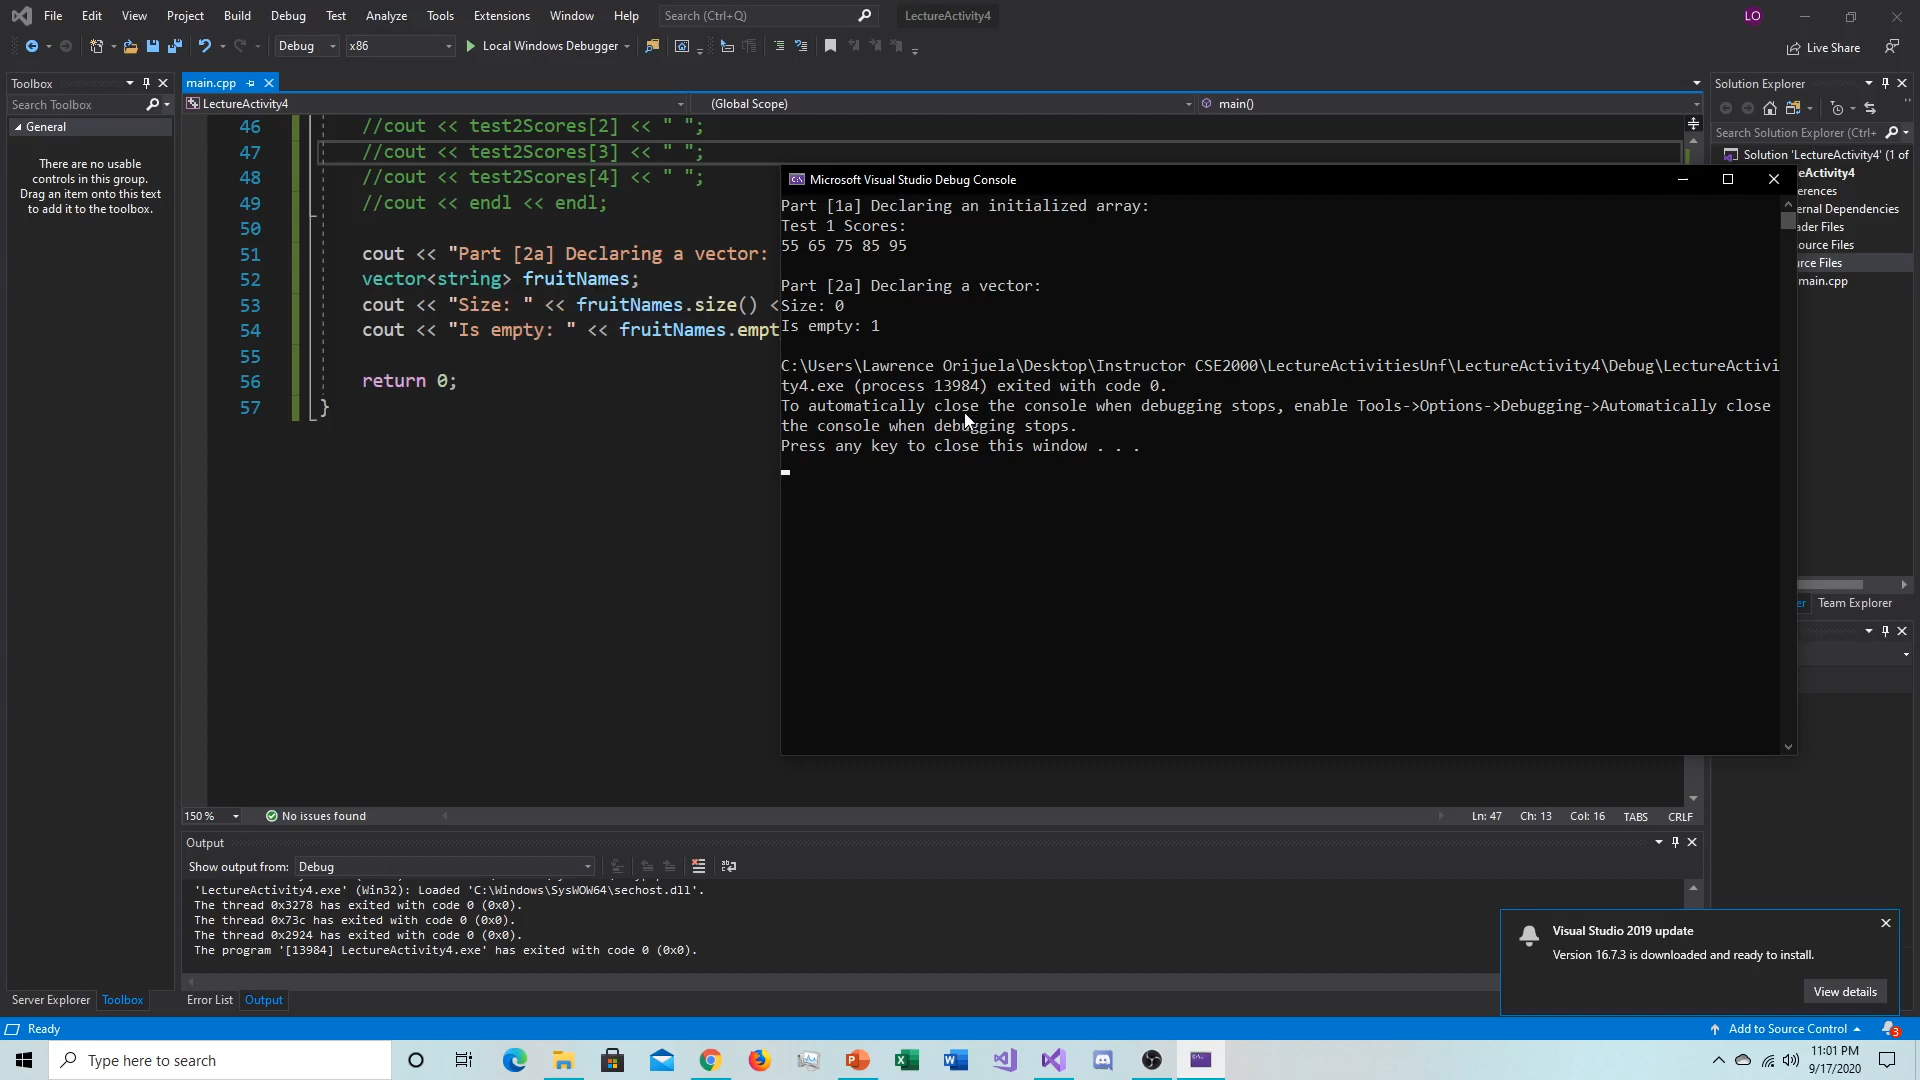 File Edit View Project Build Debug Test Analyze Tools Extensions Window Help Search (Ctrl+Q) LectureActivity4 LO
Debug x86 Local Windows Debugger Live Share
Toolbox
Search Toolbox
General
There are no usable
controls in this group.
Drag an item onto this text
to add it to the toolbox.
main.cpp
LectureActivity4 (Global Scope) main()
46 //cout << test2Scores[2] << " ";
47 //cout << test2Scores[3] << " ";
48 //cout << test2Scores[4] << " ";
49 //cout << endl << endl;
50
51 cout << "Part [2a] Declaring a vector:
52 vector<string> fruitNames;
53 cout << "Size: " << fruitNames.size() <
54 cout << "Is empty: " << fruitNames.empt
55
56 return 0;
57 }
Microsoft Visual Studio Debug Console
Part [1a] Declaring an initialized array:
Test 1 Scores:
55 65 75 85 95
Part [2a] Declaring a vector:
Size: 0
Is empty: 1
C:\Users\Lawrence Orijuela\Desktop\Instructor CSE2000\LectureActivitiesUnf\LectureActivity4\Debug\LectureActivi
ty4.exe (process 13984) exited with code 0.
To automatically close the console when debugging stops, enable Tools->Options->Debugging->Automatically close
the console when debugging stops.
Press any key to close this window . . .
Solution Explorer
Search Solution Explorer (Ctrl+
Solution 'LectureActivity4' (1 of
reActivity4
erences
ernal Dependencies
ader Files
ource Files
rce Files
main.cpp
er Team Explorer
150 % No issues found Ln: 47 Ch: 13 Col: 16 TABS CRLF
Output
Show output from: Debug
'LectureActivity4.exe' (Win32): Loaded 'C:\Windows\SysWOW64\sechost.dll'.
The thread 0x3278 has exited with code 0 (0x0).
The thread 0x73c has exited with code 0 (0x0).
The thread 0x2924 has exited with code 0 (0x0).
The program '[13984] LectureActivity4.exe' has exited with code 0 (0x0).
Visual Studio 2019 update
Version 16.7.3 is downloaded and ready to install.
View details
Server Explorer Toolbox Error List Output
Ready Add to Source Control 3
Type here to search
11:01 PM
9/17/2020